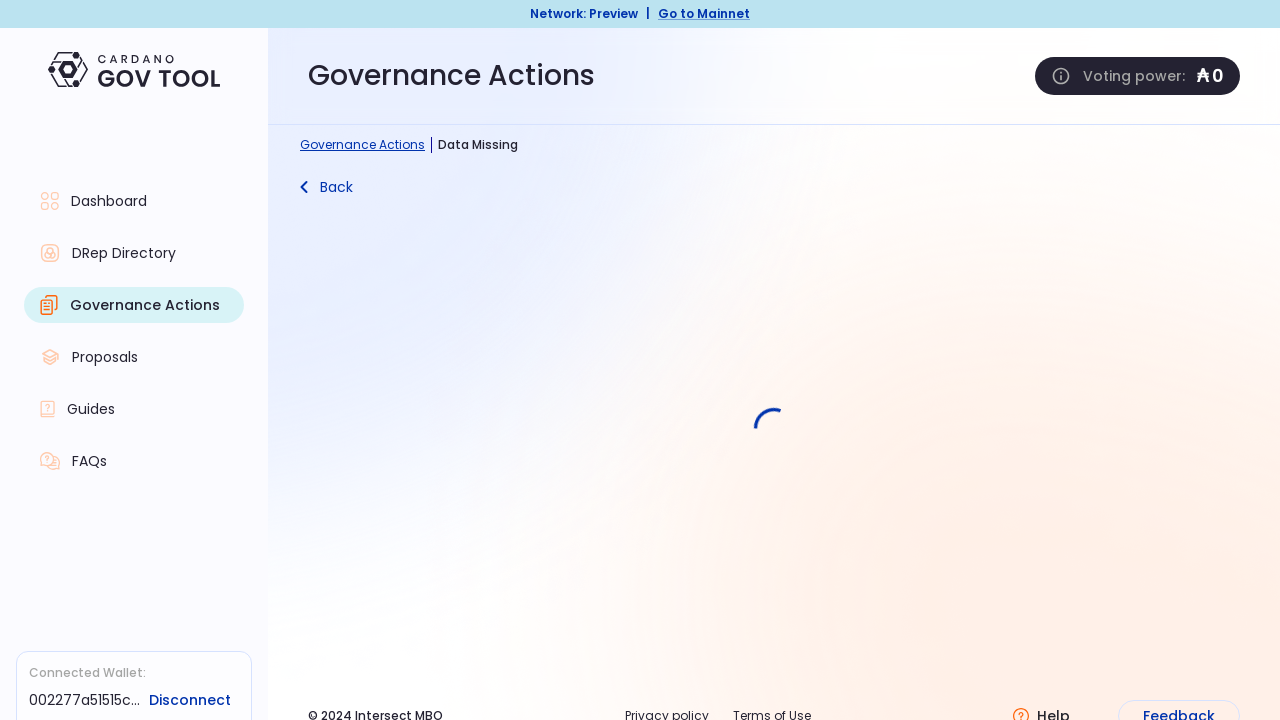 Network: Preview | Go to Mainnet
CARDANO
GOV TOOL
Governance Actions
Voting power: ₳ 0
Governance Actions | Data Missing
Back
Dashboard
DRep Directory
Governance Actions
Proposals
Guides
FAQs
Connected Wallet:
002277a51515c... Disconnect
© 2024 Intersect MBO
Privacy policy
Terms of Use
Help
Feedback